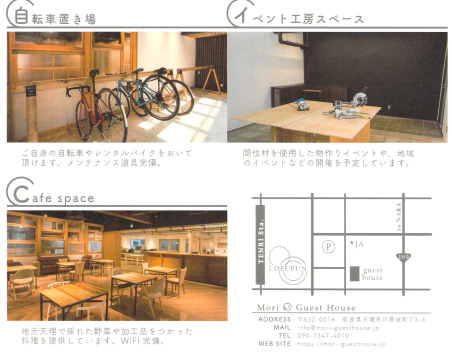 自転車置き場
イベント工房スペース
ご自身の自転車やレンタルバイクをおいて
頂けます。メンテナンス道具完備。
間伐材を使用した物作りイベントや、地域
のイベントなどの開催を予定しています。
Cafe space
地元天理で採れた野菜や加工品をつかった
料理を提供しています。WIFI完備。
TENRI Sta.
COFUFUN
P
JA
to NARA
169
guest
house
Mori no Guest House
ADDRESS 〒632-0016 奈良県天理市川原城町73-6
MAIL info@mori-guesthouse.jp
TEL 090-7347-4010
WEB SITE https://mori-guesthouse.jp